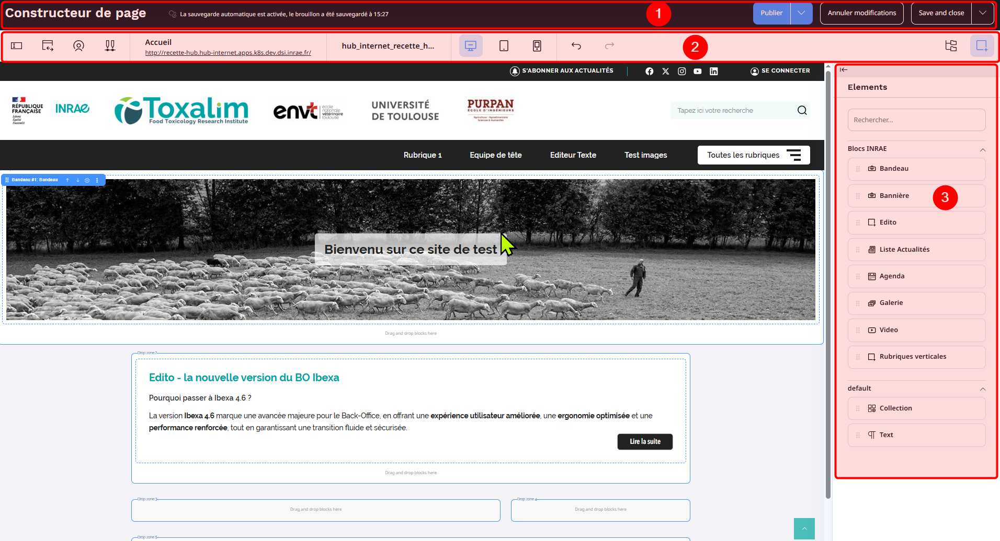 Constructeur de page
La sauvegarde automatique est activée, le brouillon a été sauvegardé à 15:27
1
Publier
Annuler modifications
Save and close
Accueil
http://recette-hub.hub-internet.apps.k8s.dev.dsi.inrae.fr/
hub_internet_recette_h...
2
S'ABONNER AUX ACTUALITÉS
SE CONNECTER
RÉPUBLIQUE
FRANÇAISE
Liberté
Égalité
Fraternité
INRAE
Toxalim
Food Toxicology Research Institute
envt
école
nationale
vétérinaire
toulouse
UNIVERSITÉ
DE TOULOUSE
PURPAN
ÉCOLE D'INGÉNIEURS
Agriculture - Agroalimentaire
Sciences & Humanités
Tapez ici votre recherche
Rubrique 1
Equipe de tête
Editeur Texte
Test images
Toutes les rubriques
Bandeau #1: Bandeau
Bienvenu sur ce site de test
Drag and drop blocks here
Drop zone 2
Edito - la nouvelle version du BO Ibexa
Pourquoi passer à Ibexa 4.6 ?
La version Ibexa 4.6 marque une avancée majeure pour le Back-Office, en offrant une expérience utilisateur améliorée, une ergonomie optimisée et une
performance renforcée, tout en garantissant une transition fluide et sécurisée.
Lire la suite
Drag and drop blocks here
Drop zone 3
Drag and drop blocks here
Drop zone 4
Drag and drop blocks here
Drop zone 5
Elements
Rechercher...
Blocs INRAE
Bandeau
Bannière
3
Edito
Liste Actualités
Agenda
Galerie
Video
Rubriques verticales
default
Collection
Text